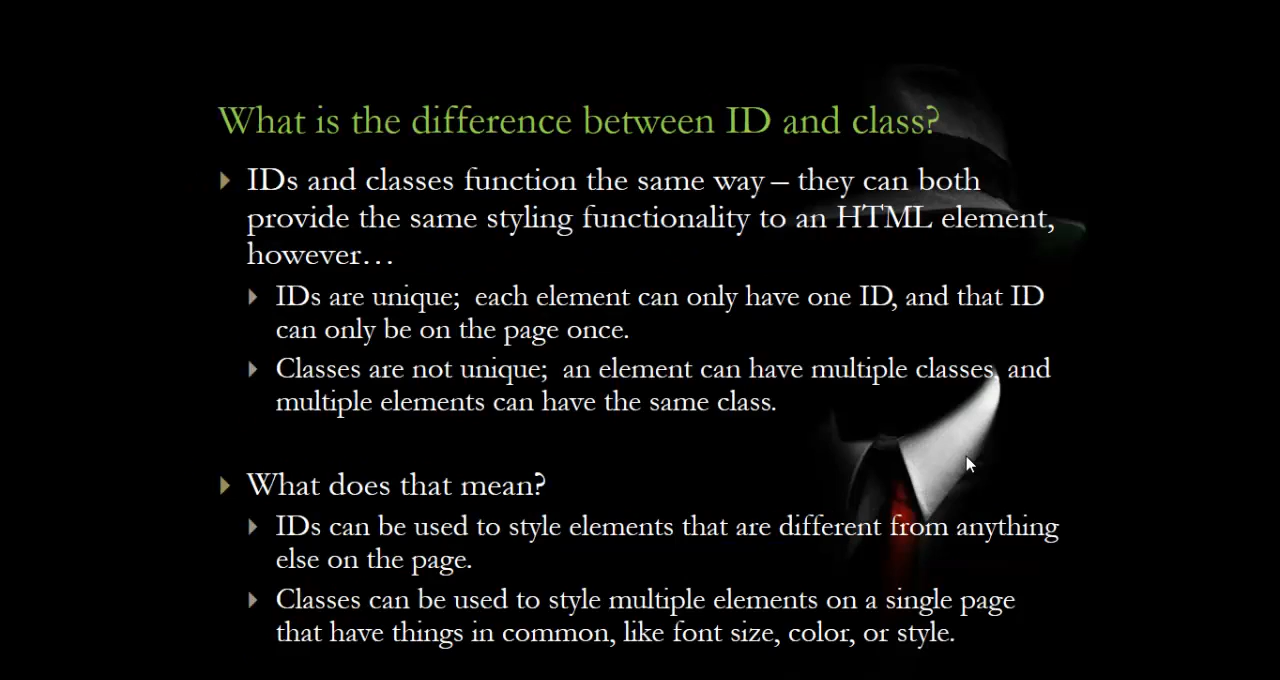 What is the difference between ID and class?
IDs and classes function the same way – they can both
provide the same styling functionality to an HTML element,
however…
IDs are unique;  each element can only have one ID, and that ID
can only be on the page once.
Classes are not unique;  an element can have multiple classes, and
multiple elements can have the same class.
What does that mean?
IDs can be used to style elements that are different from anything
else on the page.
Classes can be used to style multiple elements on a single page
that have things in common, like font size, color, or style.